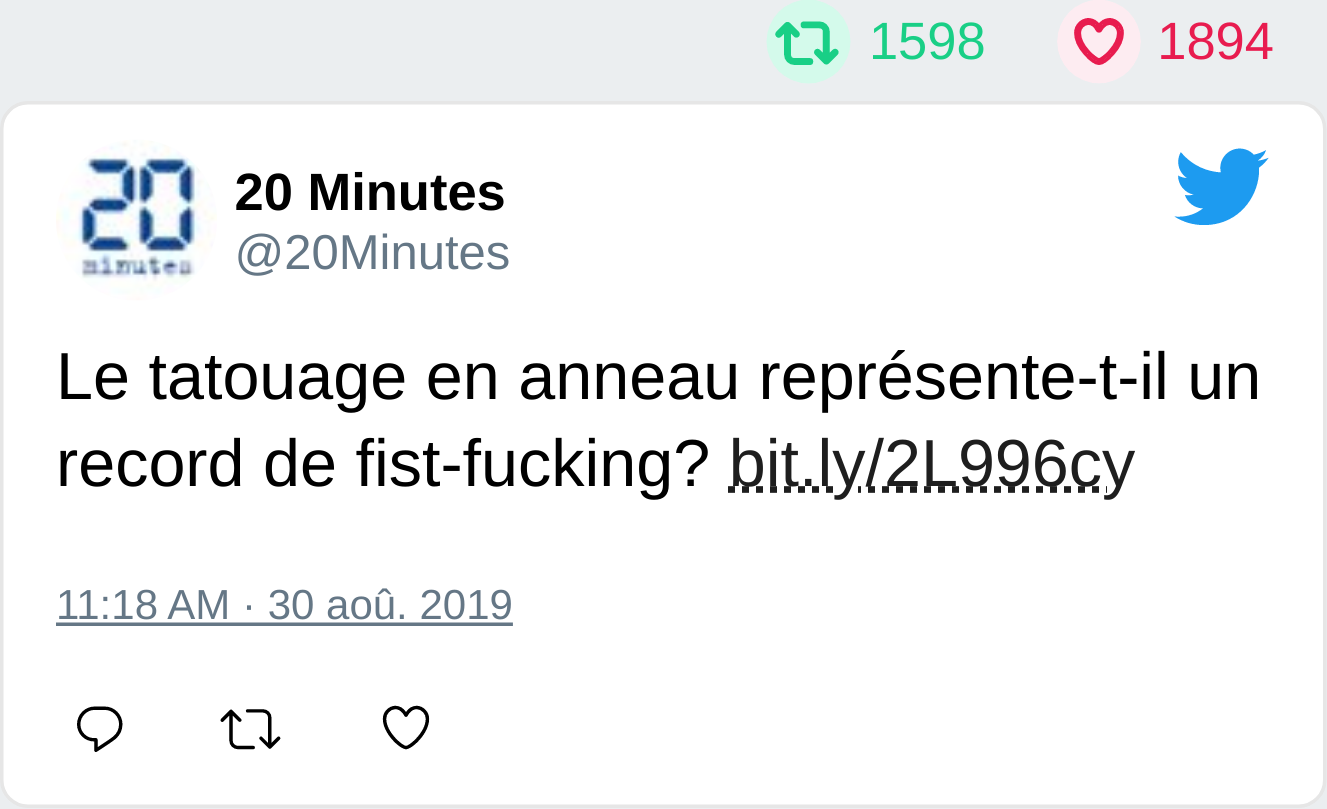 1598 1894
20 minutes
20 Minutes
@20Minutes
Le tatouage en anneau représente-t-il un
record de fist-fucking? bit.ly/2L996cy
11:18 AM · 30 aoû. 2019